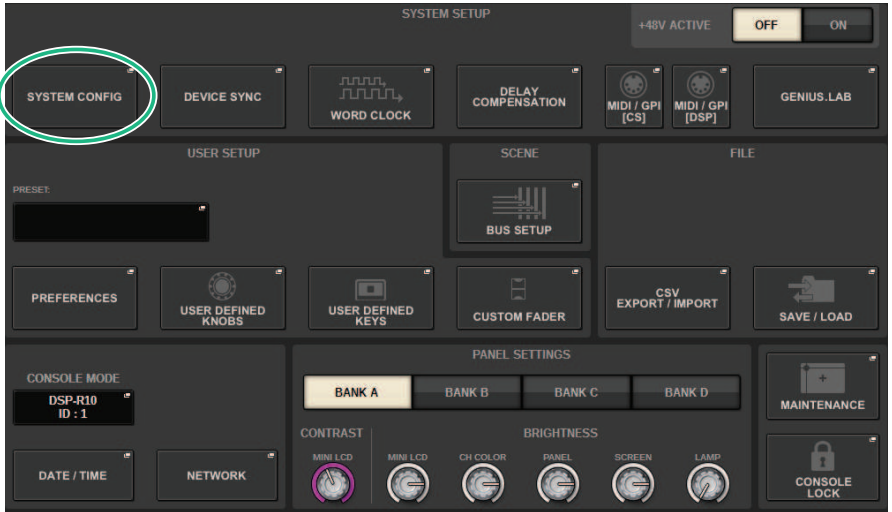 SYSTEM SETUP
+48V ACTIVE
OFF
ON
SYSTEM CONFIG
DEVICE SYNC
WORD CLOCK
DELAY
COMPENSATION
MIDI / GPI
[CS]
MIDI / GPI
[DSP]
GENIUS.LAB
USER SETUP
SCENE
FILE
PRESET:
BUS SETUP
PREFERENCES
USER DEFINED
KNOBS
USER DEFINED
KEYS
CUSTOM FADER
CSV
EXPORT / IMPORT
SAVE / LOAD
CONSOLE MODE
DSP-R10
ID : 1
DATE / TIME
NETWORK
PANEL SETTINGS
BANK A
BANK B
BANK C
BANK D
CONTRAST
BRIGHTNESS
MINI LCD
MINI LCD
CH COLOR
PANEL
SCREEN
LAMP
MAINTENANCE
CONSOLE
LOCK